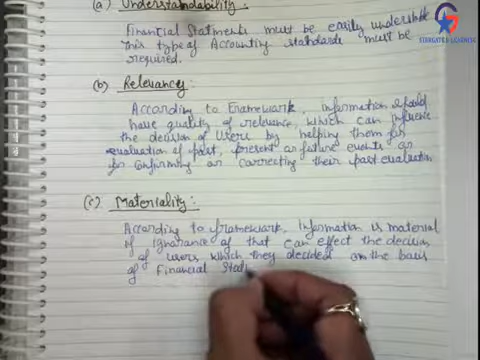 (a) Understandability:
Financial Statments must be easily understable
this type of Accounting standards must be
required.
(b) Relevancy:
According to Framework, information should
have quality of relevance, which can influence
the decision of users by helping them for
evaluation of past, present or future events or
for confirming or correcting their past evaluation
(c) Materiality:
According to framework, Information is material
if ignorance of that can effect the decision
of users which they decided on the basis
of Financial Stat